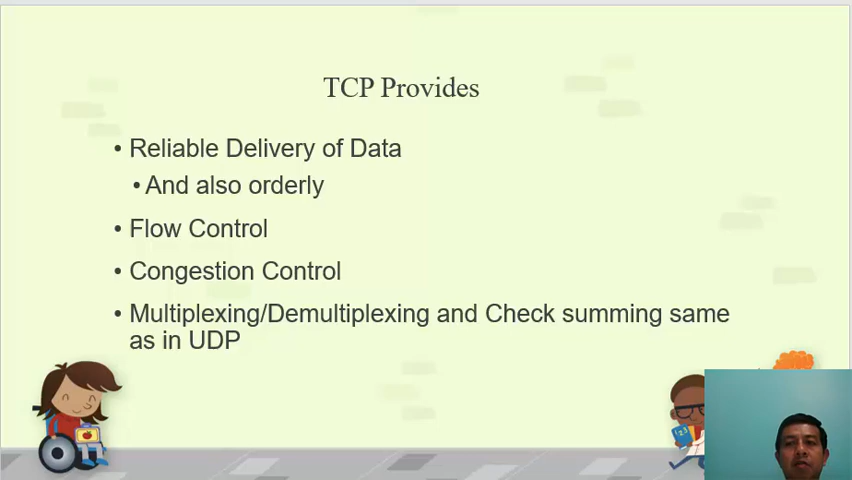 TCP Provides
• Reliable Delivery of Data
• And also orderly
• Flow Control
• Congestion Control
• Multiplexing/Demultiplexing and Check summing same
as in UDP